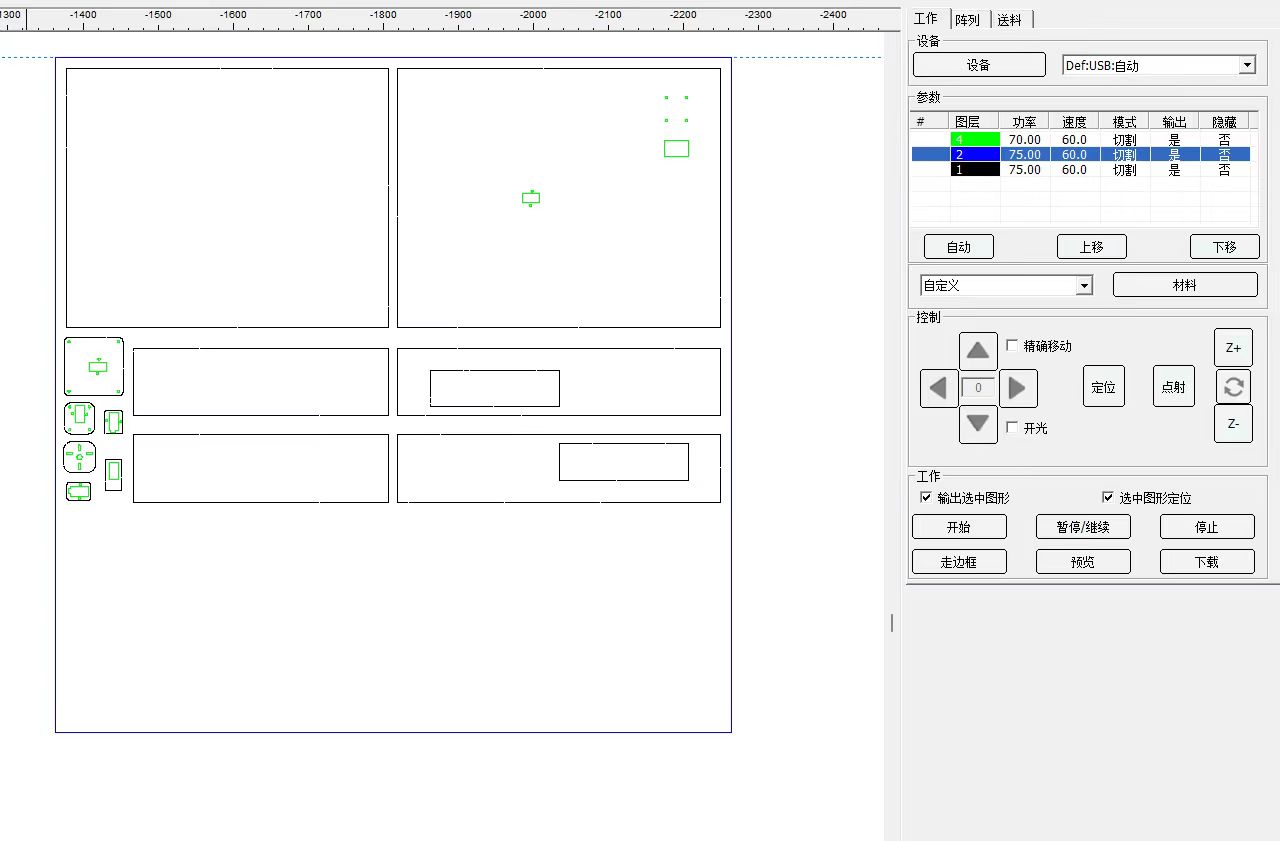 1300 -1400 -1500 -1600 -1700 -1800 -1900 -2000 -2100 -2200 -2300 -2400
工作 阵列 送料
设备
设备 Def:USB:自动
参数
# 图层 功率 速度 模式 输出 隐藏
4 70.00 60.0 切割 是 否
2 75.00 60.0 切割 是 否
1 75.00 60.0 切割 是 否
自动 上移 下移
自定义 材料
控制
精确移动 Z+
0 定位 点射
开光 Z-
工作
输出选中图形 选中图形定位
开始 暂停/继续 停止
走边框 预览 下载